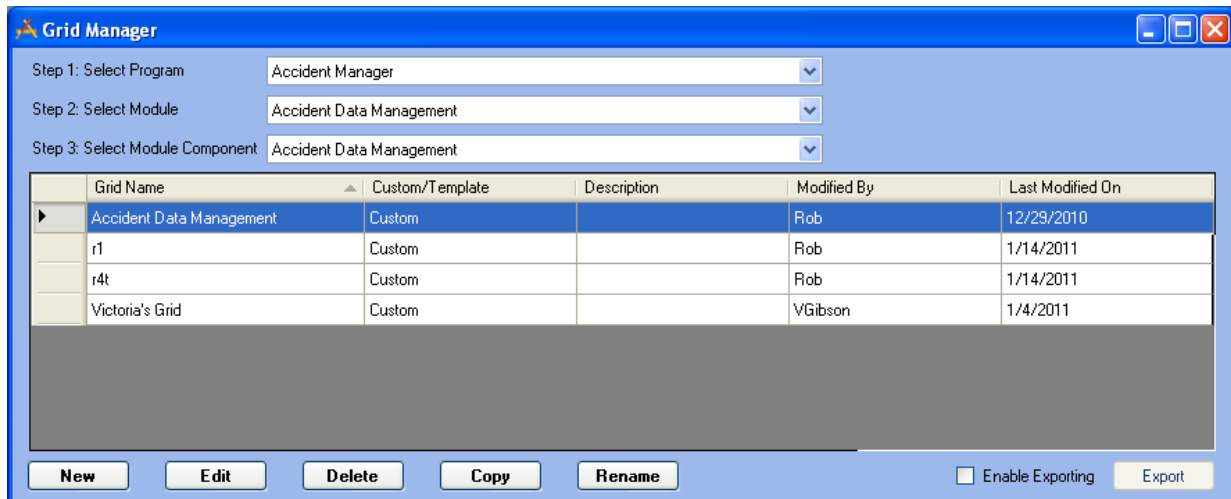 Grid Manager
Step 1: Select Program Accident Manager
Step 2: Select Module Accident Data Management
Step 3: Select Module Component Accident Data Management
Grid Name Custom/Template Description Modified By Last Modified On
Accident Data Management Custom Rob 12/29/2010
r1 Custom Rob 1/14/2011
r4t Custom Rob 1/14/2011
Victoria's Grid Custom VGibson 1/4/2011
New Edit Delete Copy Rename Enable Exporting Export